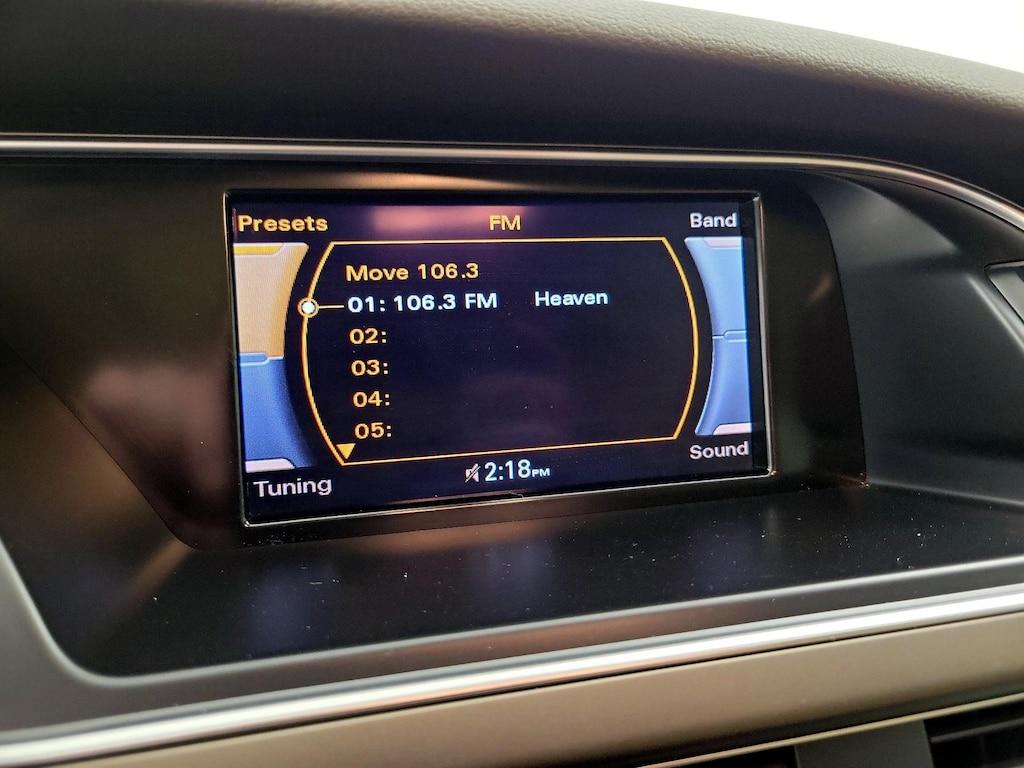 Presets FM Band
Move 106.3
01: 106.3 FM Heaven
02:
03:
04:
05:
Tuning 2:18PM Sound